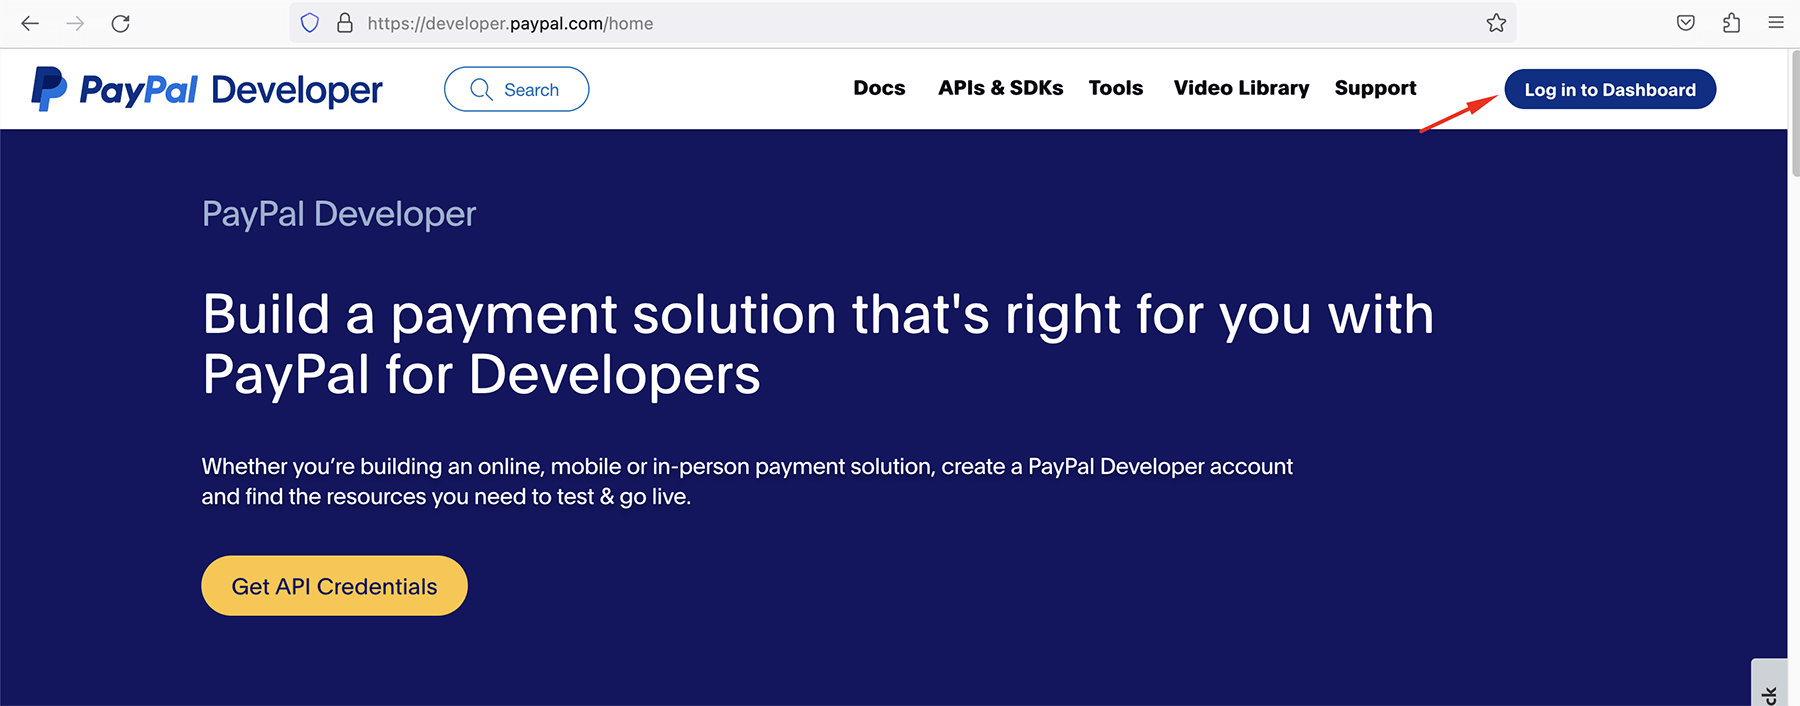 https://developer.paypal.com/home
PayPal Developer
Search
Docs
APIs & SDKs
Tools
Video Library
Support
Log in to Dashboard
PayPal Developer
Build a payment solution that's right for you with
PayPal for Developers
Whether you’re building an online, mobile or in-person payment solution, create a PayPal Developer account
and find the resources you need to test & go live.
Get API Credentials
ck